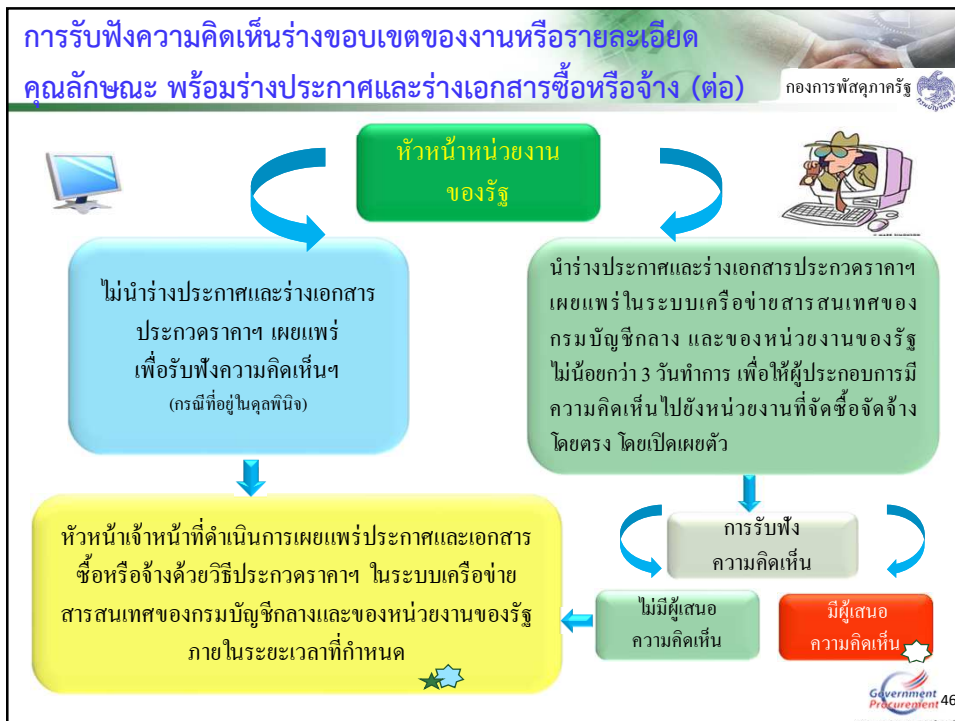 การรับฟังความคิดเห็นร่างขอบเขตของงานหรือรายละเอียด
คุณลักษณะ พร้อมร่างประกาศและร่างเอกสารซื้อหรือจ้าง (ต่อ)
กองการพัสดุภาครัฐ
กรมบัญชีกลาง
หัวหน้าหน่วยงาน
ของรัฐ
ไม่นำร่างประกาศและร่างเอกสาร
ประกวดราคาฯ เผยแพร่
เพื่อรับฟังความคิดเห็นฯ
(กรณีที่อยู่ในดุลพินิจ)
นำร่างประกาศและร่างเอกสารประกวดราคาฯ
เผยแพร่ในระบบเครือข่ายสารสนเทศของ
กรมบัญชีกลาง และของหน่วยงานของรัฐ
ไม่น้อยกว่า 3 วันทำการ เพื่อให้ผู้ประกอบการมี
ความคิดเห็นไปยังหน่วยงานที่จัดซื้อจัดจ้าง
โดยตรง โดยเปิดเผยตัว
หัวหน้าเจ้าหน้าที่ดำเนินการเผยแพร่ประกาศและเอกสาร
ซื้อหรือจ้างด้วยวิธีประกวดราคาฯ ในระบบเครือข่าย
สารสนเทศของกรมบัญชีกลางและของหน่วยงานของรัฐ
ภายในระยะเวลาที่กำหนด
การรับฟัง
ความคิดเห็น
ไม่มีผู้เสนอ
ความคิดเห็น
มีผู้เสนอ
ความคิดเห็น
Government
Procurement
46